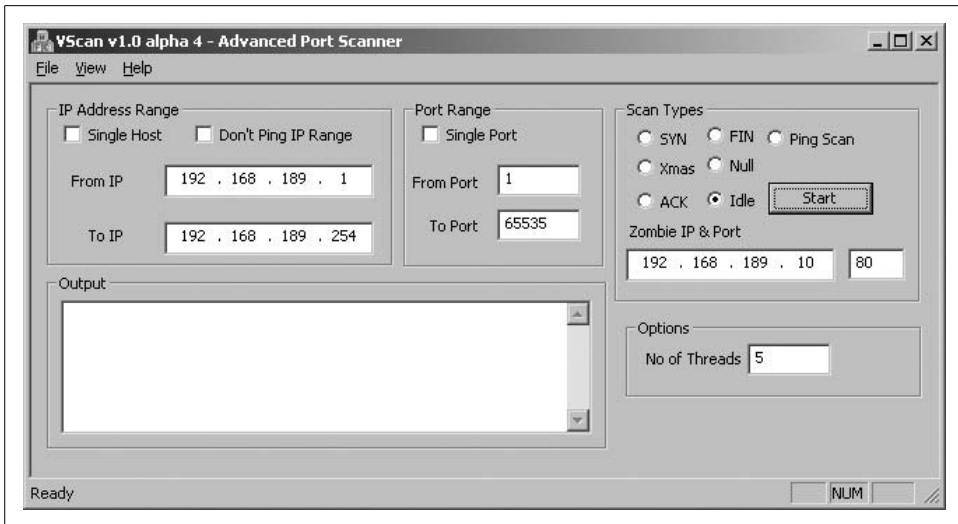 VScan v1.0 alpha 4 - Advanced Port Scanner
File View Help
IP Address Range
Single Host Don't Ping IP Range
From IP 192 . 168 . 189 . 1
To IP 192 . 168 . 189 . 254
Port Range
Single Port
From Port 1
To Port 65535
Scan Types
SYN FIN Ping Scan
Xmas Null
ACK Idle Start
Zombie IP & Port
192 . 168 . 189 . 10 80
Output
Options
No of Threads 5
Ready NUM